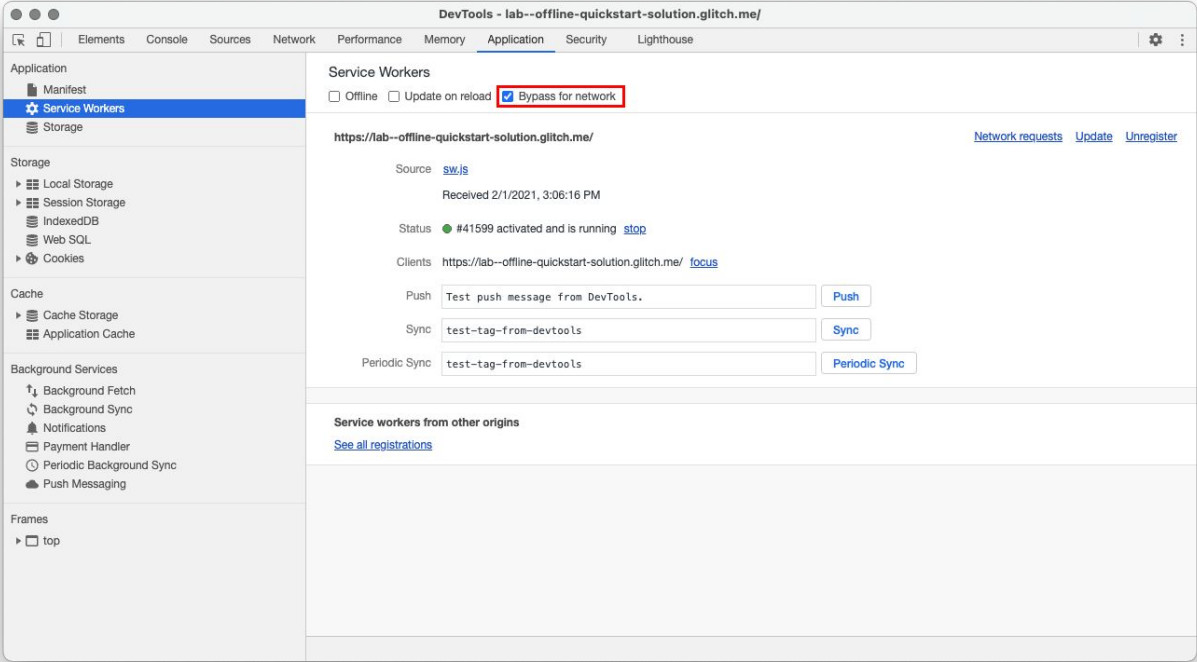 DevTools - lab--offline-quickstart-solution.glitch.me/
Elements Console Sources Network Performance Memory Application Security Lighthouse
Application
Manifest
Service Workers
Storage
Storage
Local Storage
Session Storage
IndexedDB
Web SQL
Cookies
Cache
Cache Storage
Application Cache
Background Services
Background Fetch
Background Sync
Notifications
Payment Handler
Periodic Background Sync
Push Messaging
Frames
top
Service Workers
Offline Update on reload Bypass for network
https://lab--offline-quickstart-solution.glitch.me/ Network requests Update Unregister
Source sw.js
Received 2/1/2021, 3:06:16 PM
Status #41599 activated and is running stop
Clients https://lab--offline-quickstart-solution.glitch.me/ focus
Push Test push message from DevTools. Push
Sync test-tag-from-devtools Sync
Periodic Sync test-tag-from-devtools Periodic Sync
Service workers from other origins
See all registrations